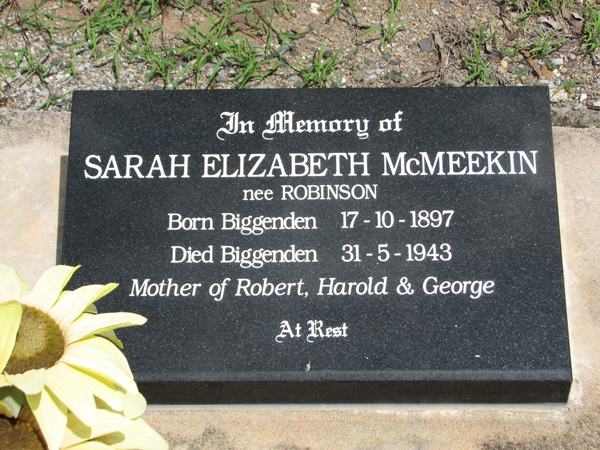 In Memory of
SARAH ELIZABETH McMEEKIN
nee ROBINSON
Born Biggenden 17-10-1897
Died Biggenden 31-5-1943
Mother of Robert, Harold & George
At Rest